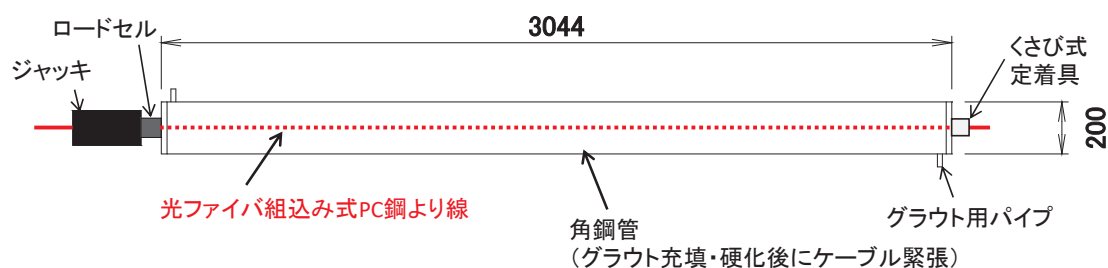 ロードセル
3044
くさび式
定着具
ジャッキ
200
光ファイバ組込み式PC鋼より線
角鋼管
(グラウト充填・硬化後にケーブル緊張)
グラウト用パイプ